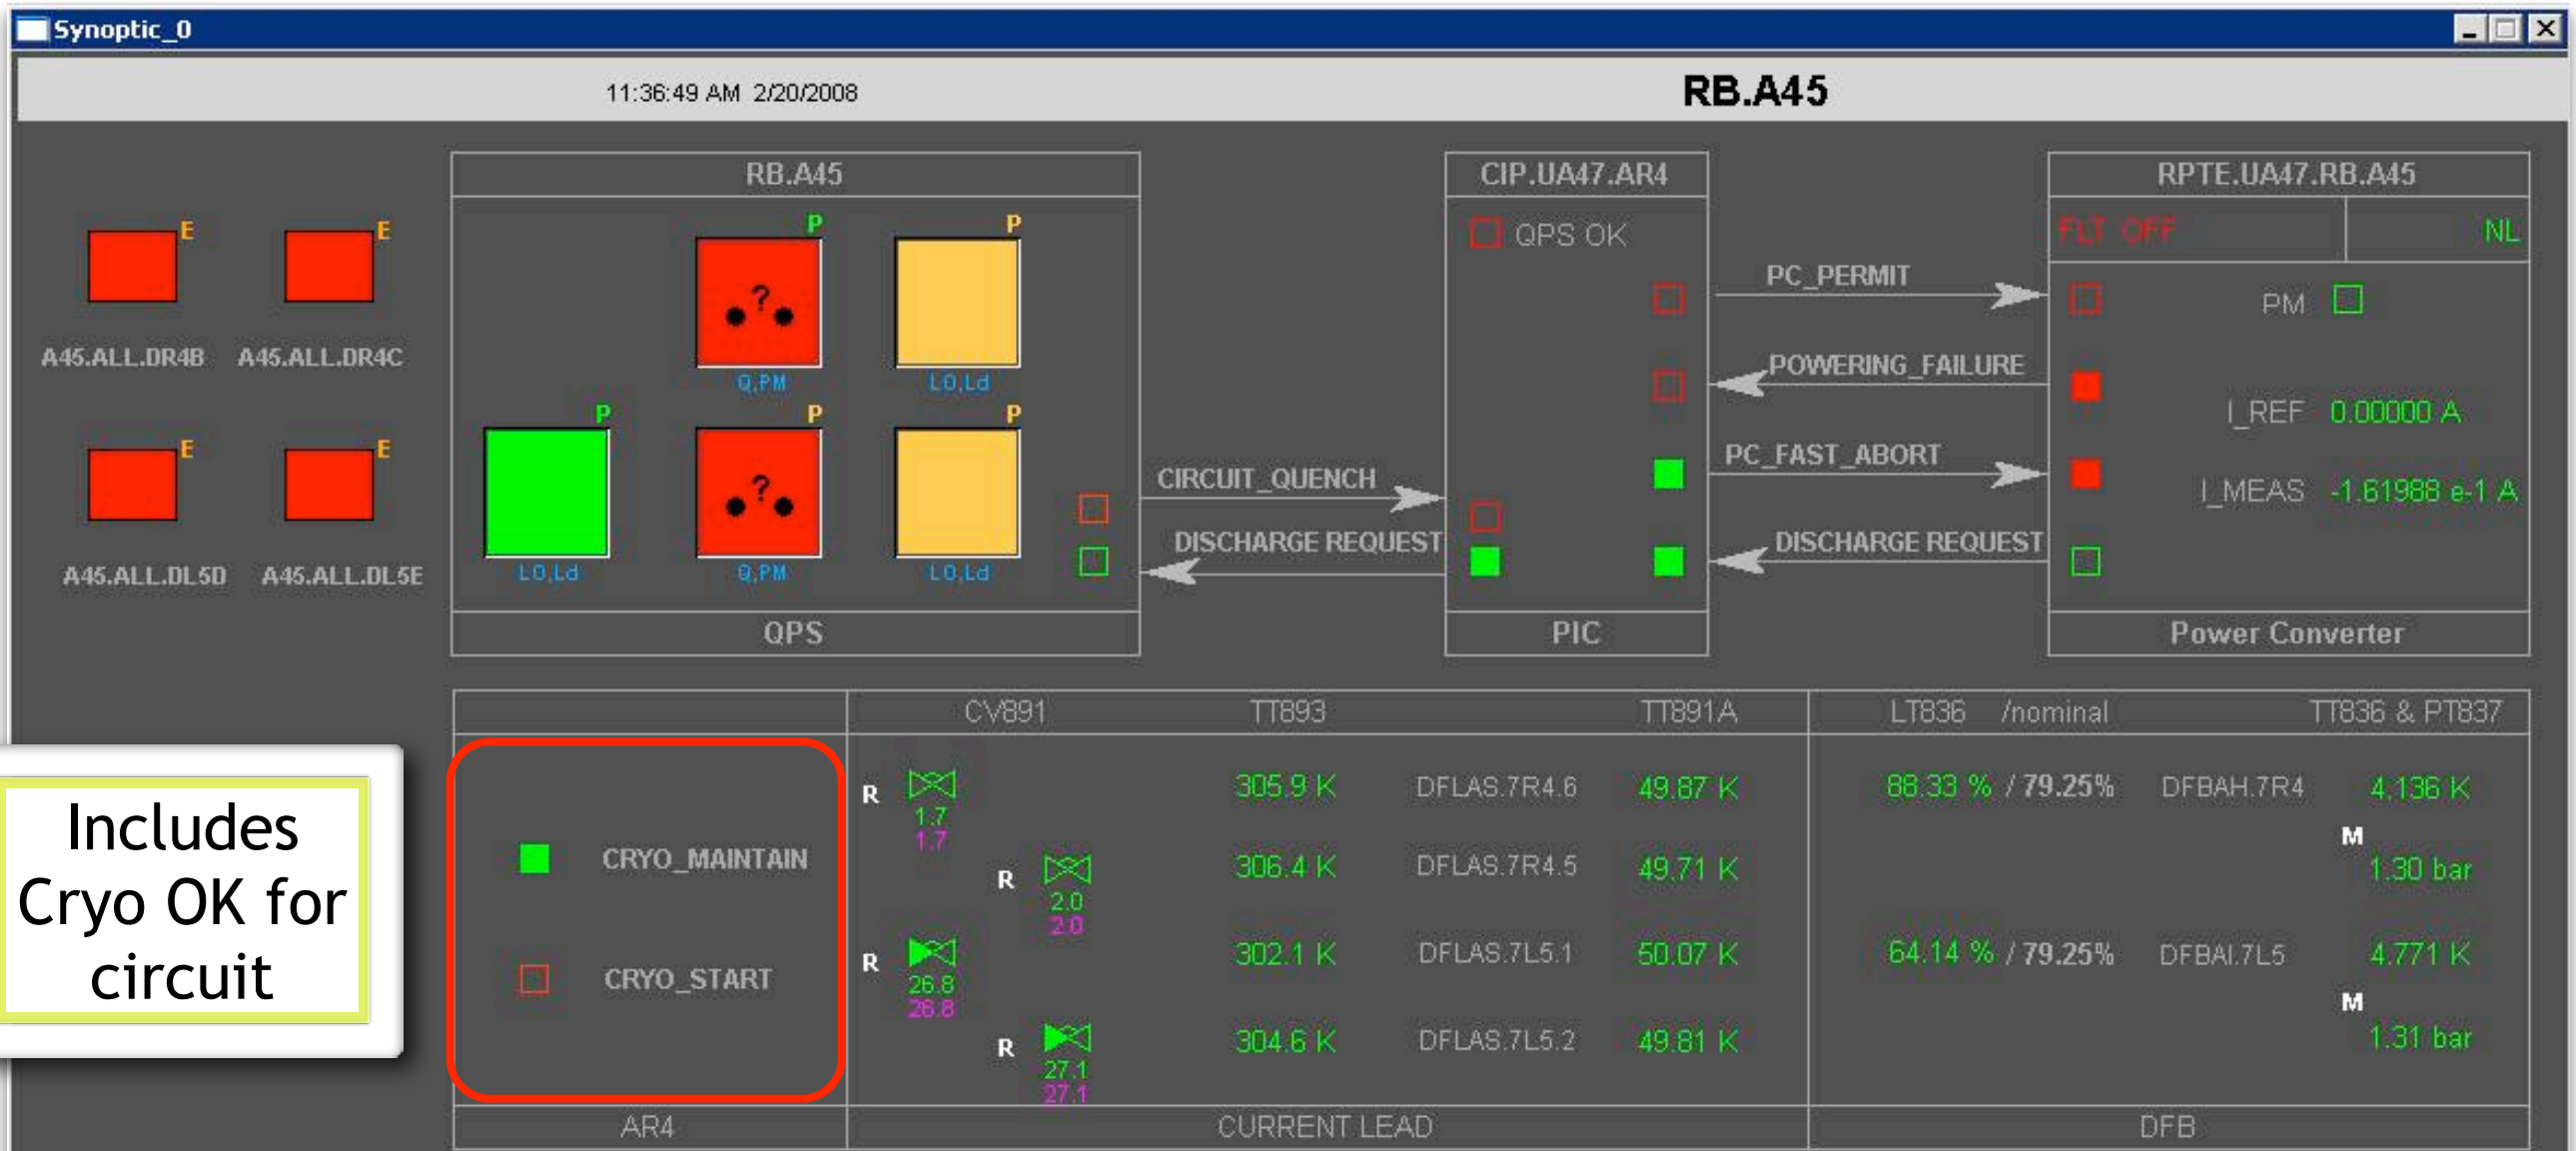 Synoptic_0
11:36:49 AM 2/20/2008
RB.A45
RB.A45
CIP.UA47.AR4
RPTE.UA47.RB.A45
E
E
A45.ALL.DR4B
A45.ALL.DR4C
E
E
A45.ALL.DL5D
A45.ALL.DL5E
P
?
Q,PM
P
LO,Ld
P
LO,Ld
P
?
Q,PM
P
LO,Ld
QPS
CIRCUIT_QUENCH
DISCHARGE REQUEST
QPS OK
PIC
PC_PERMIT
POWERING_FAILURE
PC_FAST_ABORT
DISCHARGE REQUEST
FLT OFF
NL
PM
I_REF 0.00000 A
I_MEAS -1.61988 e-1 A
Power Converter
Includes
Cryo OK for
circuit
CRYO_MAINTAIN
CRYO_START
AR4
CV891 TT893 TT891A
R 1.7 1.7 305.9 K DFLAS.7R4.6 49.87 K
R 2.0 2.0 306.4 K DFLAS.7R4.5 49.71 K
R 26.8 26.8 302.1 K DFLAS.7L5.1 50.07 K
R 27.1 27.1 304.6 K DFLAS.7L5.2 49.81 K
CURRENT LEAD
LT836 /nominal TT836 & PT837
88.33 % / 79.25% DFBAH.7R4 4.136 K
M
1.30 bar
64.14 % / 79.25% DFBAI.7L5 4.771 K
M
1.31 bar
DFB